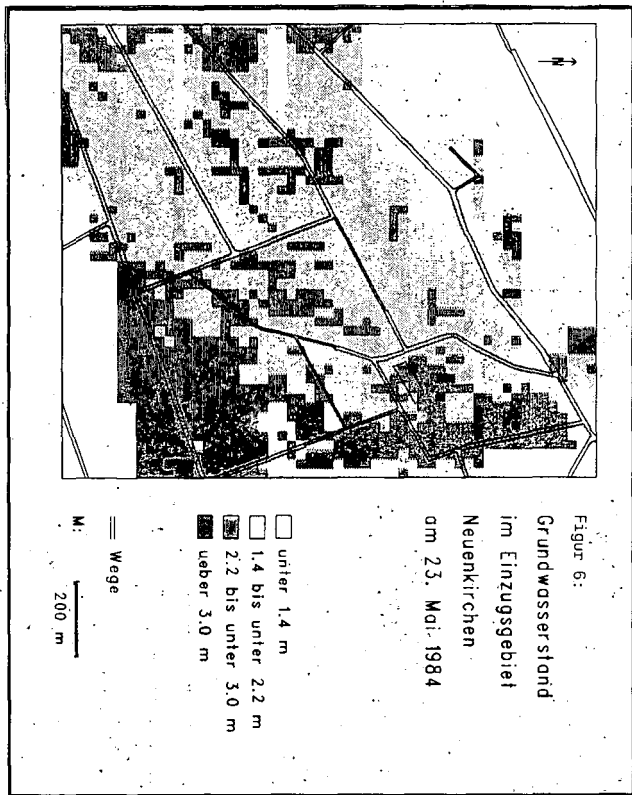 Figur 6:
Grundwasserstand
im Einzugsgebiet
Neuenkirchen
am 23. Mai 1984
unter 1.4 m
1.4 bis unter 2.2 m
2.2 bis unter 3.0 m
ueber 3.0 m
Wege
M:
200 m
N